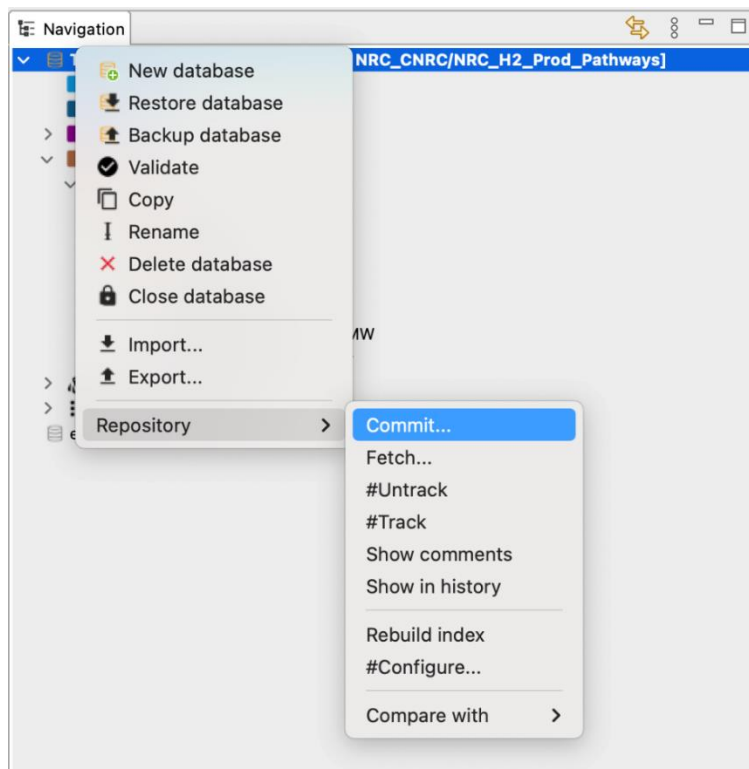 Navigation
NRC_CNRC/NRC_H2_Prod_Pathways]
New database
Restore database
Backup database
Validate
Copy
Rename
Delete database
Close database
Import...
MW
Export...
Repository
Commit...
Fetch...
#Untrack
#Track
Show comments
Show in history
Rebuild index
#Configure...
Compare with